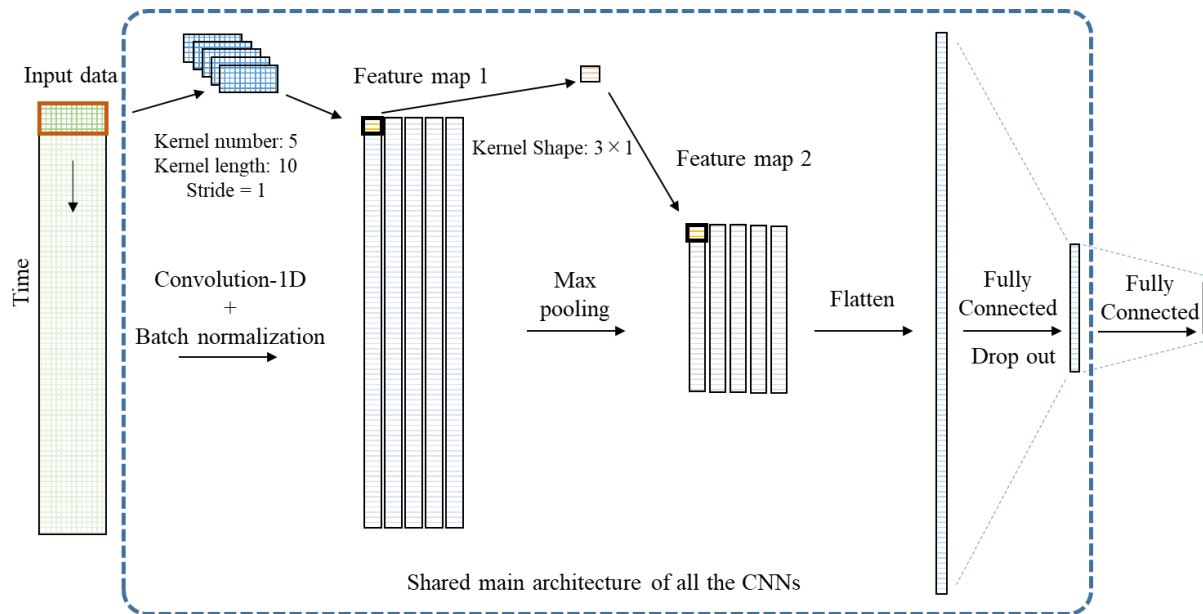 Input data
Time
Kernel number: 5
Kernel length: 10
Stride = 1
Convolution-1D
+
Batch normalization
Feature map 1
Kernel Shape: 3 × 1
Max
pooling
Feature map 2
Flatten
Fully
Connected
Drop out
Fully
Connected
Shared main architecture of all the CNNs